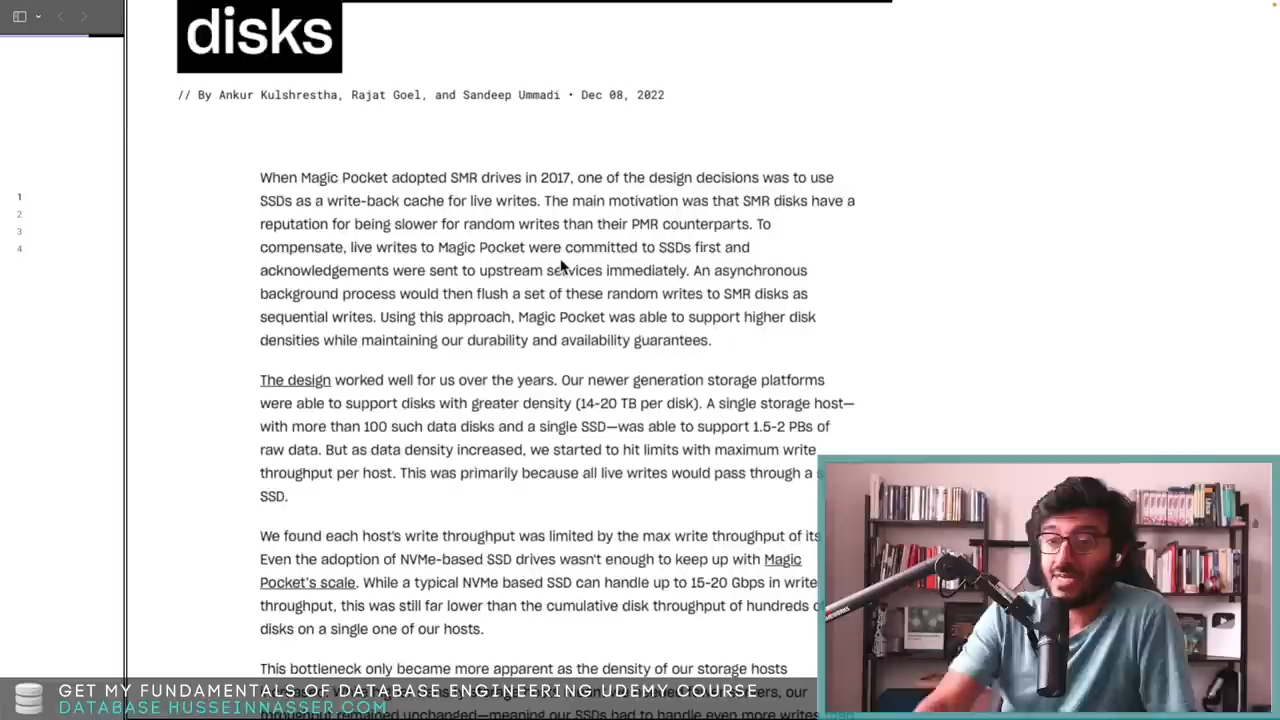 disks
// By Ankur Kulshrestha, Rajat Goel, and Sandeep Ummadi • Dec 08, 2022
When Magic Pocket adopted SMR drives in 2017, one of the design decisions was to use
SSDs as a write-back cache for live writes. The main motivation was that SMR disks have a
reputation for being slower for random writes than their PMR counterparts. To
compensate, live writes to Magic Pocket were committed to SSDs first and
acknowledgements were sent to upstream services immediately. An asynchronous
background process would then flush a set of these random writes to SMR disks as
sequential writes. Using this approach, Magic Pocket was able to support higher disk
densities while maintaining our durability and availability guarantees.
The design worked well for us over the years. Our newer generation storage platforms
were able to support disks with greater density (14-20 TB per disk). A single storage host—
with more than 100 such data disks and a single SSD—was able to support 1.5-2 PBs of
raw data. But as data density increased, we started to hit limits with maximum write
throughput per host. This was primarily because all live writes would pass through a
SSD.
We found each host's write throughput was limited by the max write throughput of its
Even the adoption of NVMe-based SSD drives wasn't enough to keep up with Magic
Pocket's scale. While a typical NVMe based SSD can handle up to 15-20 Gbps in write
throughput, this was still far lower than the cumulative disk throughput of hundreds
disks on a single one of our hosts.
This bottleneck only became more apparent as the density of our storage hosts
1
2
3
4
GET MY FUNDAMENTALS OF DATABASE ENGINEERING UDEMY COURSE
DATABASE.HUSSEINNASSER.COM